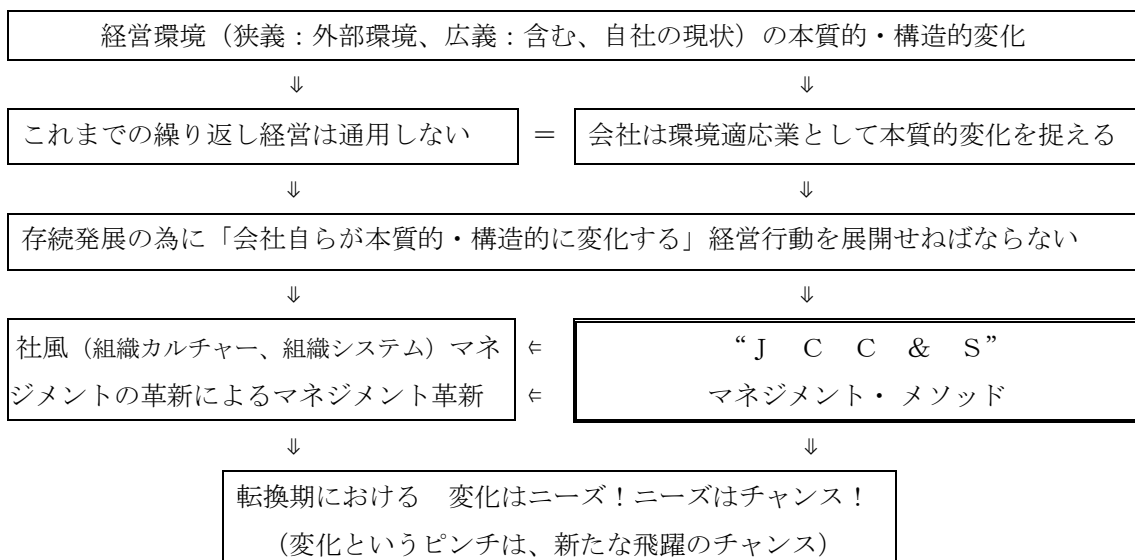 経営環境（狭義：外部環境、広義：含む、自社の現状）の本質的・構造的変化
⇓ ⇓
これまでの繰り返し経営は通用しない ＝ 会社は環境適応業として本質的変化を捉える
⇓ ⇓
存続発展の為に「会社自らが本質的・構造的に変化する」経営行動を展開せねばならない
⇓ ⇓
社風（組織カルチャー、組織システム）マネ ⇐ “Ｊ Ｃ Ｃ ＆ Ｓ”
ジメントの革新によるマネジメント革新 ⇐ マネジメント・ メソッド
⇓ ⇓
転換期における　変化はニーズ！ニーズはチャンス！
（変化というピンチは、新たな飛躍のチャンス）